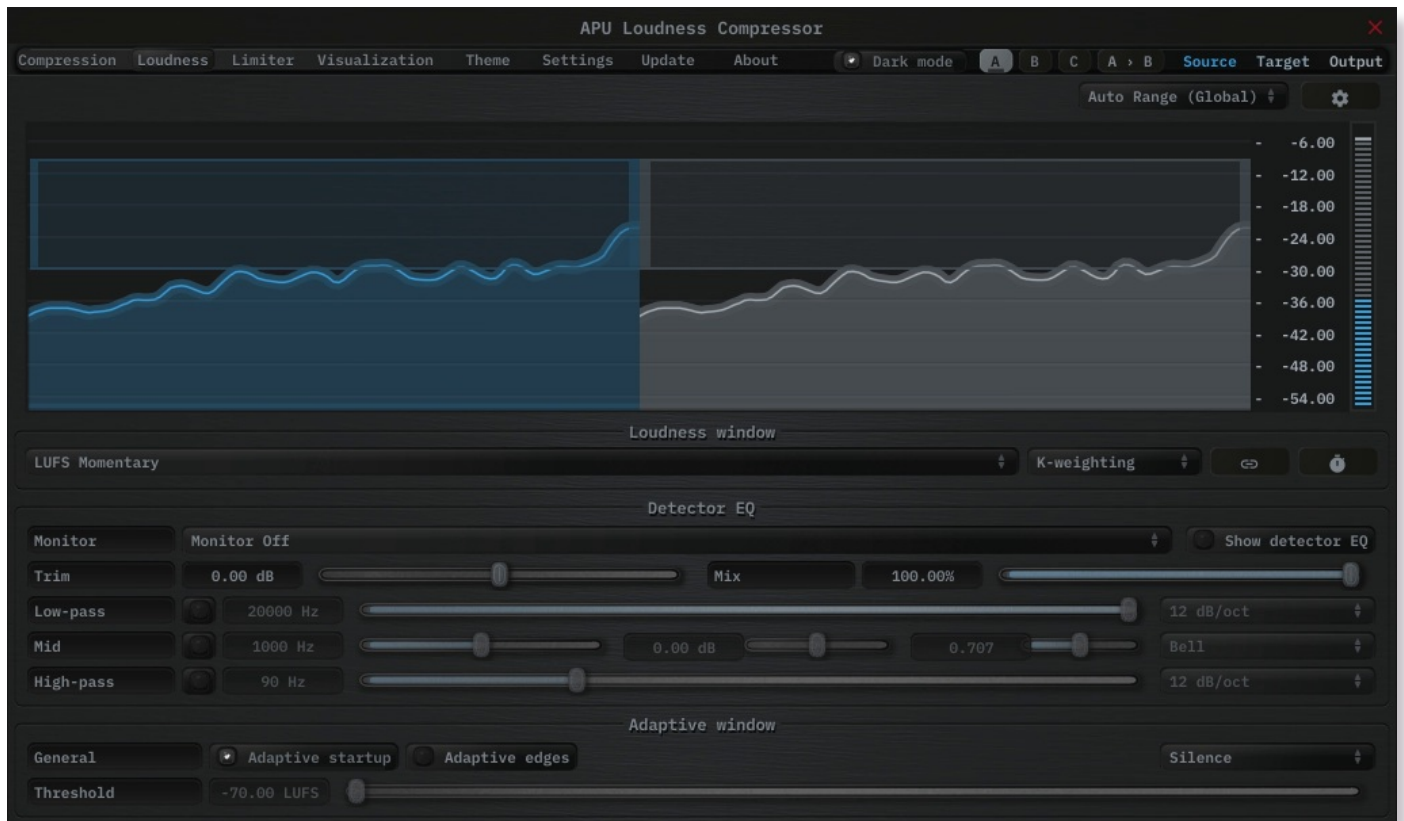 APU Loudness Compressor
Compression Loudness Limiter Visualization Theme Settings Update About Dark mode A B C A › B Source Target Output
Auto Range (Global)
- -6.00
- -12.00
- -18.00
- -24.00
- -30.00
- -36.00
- -42.00
- -48.00
- -54.00
Loudness window
LUFS Momentary K-weighting
Detector EQ
Monitor Monitor Off Show detector EQ
Trim 0.00 dB Mix 100.00%
Low-pass 20000 Hz 12 dB/oct
Mid 1000 Hz 0.00 dB 0.707 Bell
High-pass 90 Hz 12 dB/oct
Adaptive window
General Adaptive startup Adaptive edges Silence
Threshold -70.00 LUFS